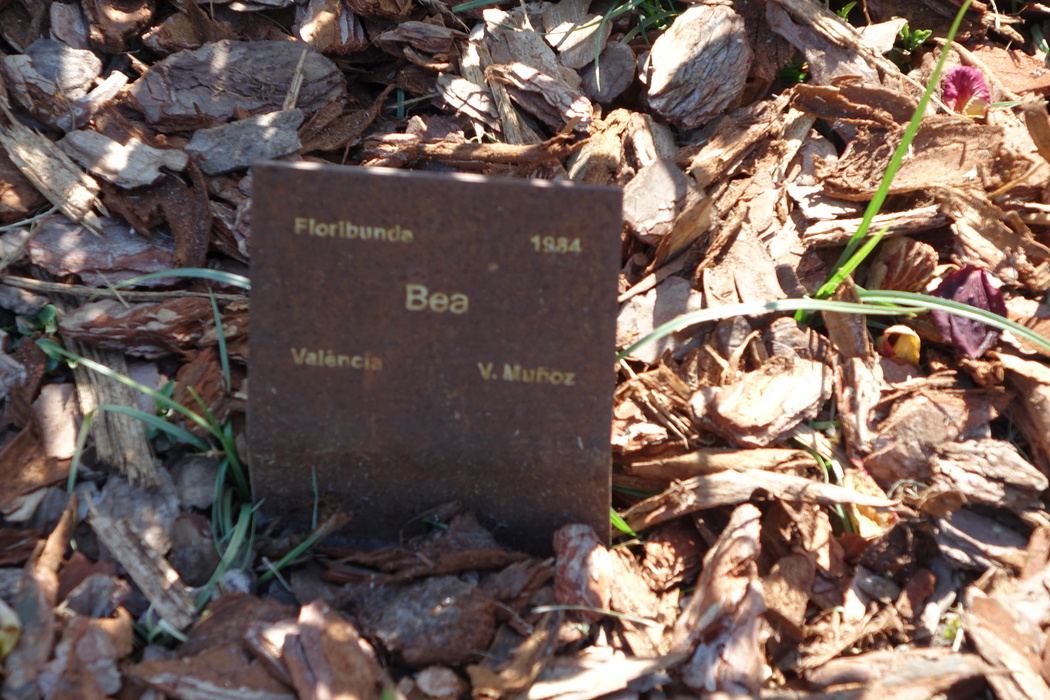 Floribunda 1984
Bea
València V. Muñoz